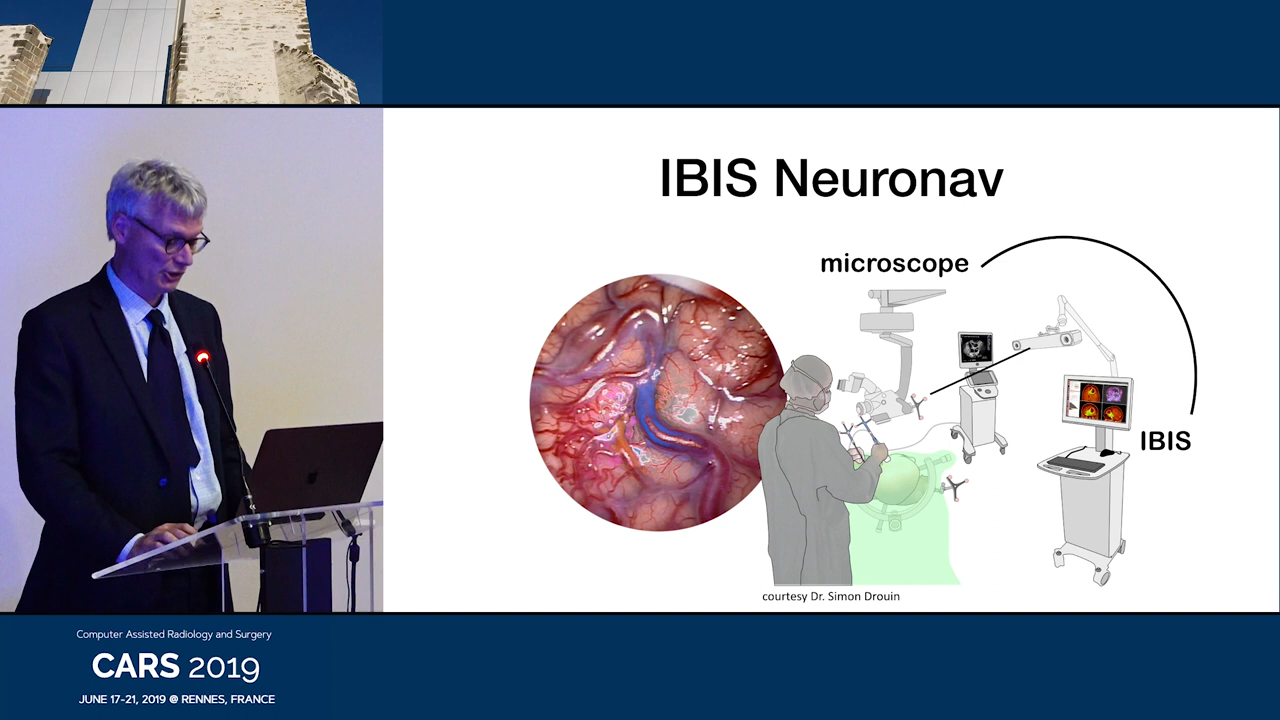 IBIS Neuronav
microscope
IBIS
courtesy Dr. Simon Drouin
Computer Assisted Radiology and Surgery
CARS 2019
JUNE 17-21, 2019 @ RENNES, FRANCE